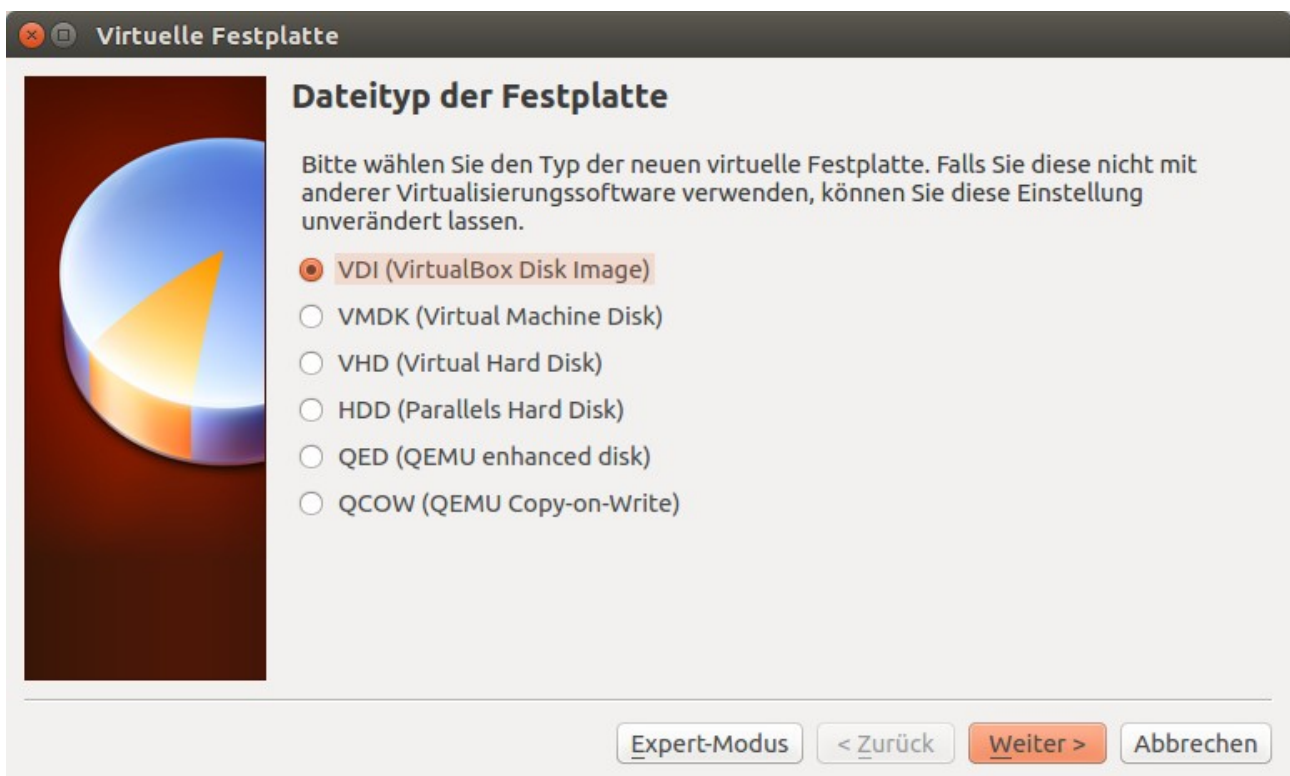 Virtuelle Festplatte
Dateityp der Festplatte
Bitte wählen Sie den Typ der neuen virtuelle Festplatte. Falls Sie diese nicht mit
anderer Virtualisierungssoftware verwenden, können Sie diese Einstellung
unverändert lassen.
VDI (VirtualBox Disk Image)
VMDK (Virtual Machine Disk)
VHD (Virtual Hard Disk)
HDD (Parallels Hard Disk)
QED (QEMU enhanced disk)
QCOW (QEMU Copy-on-Write)
Expert-Modus < Zurück Weiter > Abbrechen